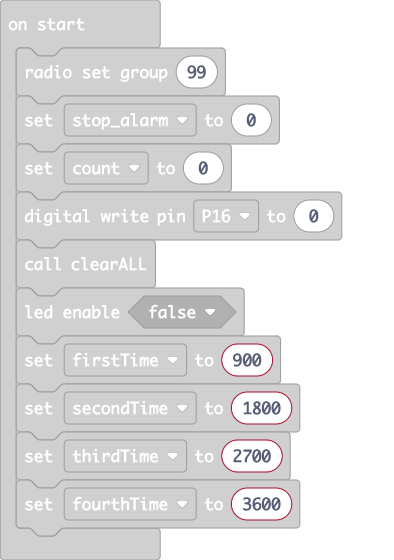 on start
radio set group 99
set stop_alarm to 0
set count to 0
digital write pin P16 to 0
call clearALL
led enable false
set firstTime to 900
set secondTime to 1800
set thirdTime to 2700
set fourthTime to 3600